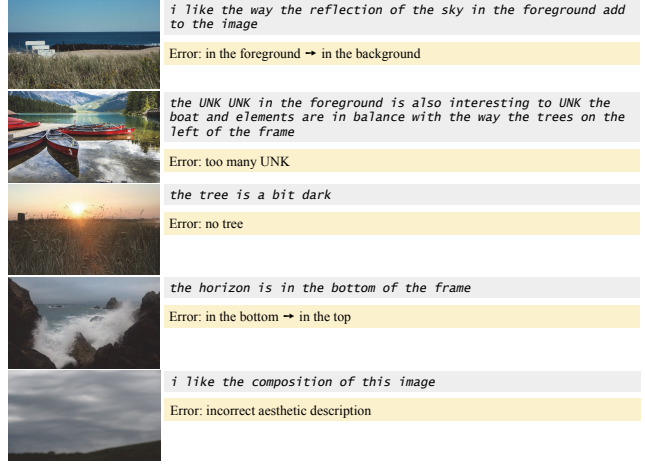 i like the way the reflection of the sky in the foreground add
to the image
Error: in the foreground → in the background
the UNK UNK in the foreground is also interesting to UNK the
boat and elements are in balance with the way the trees on the
left of the frame
Error: too many UNK
the tree is a bit dark
Error: no tree
the horizon is in the bottom of the frame
Error: in the bottom → in the top
i like the composition of this image
Error: incorrect aesthetic description